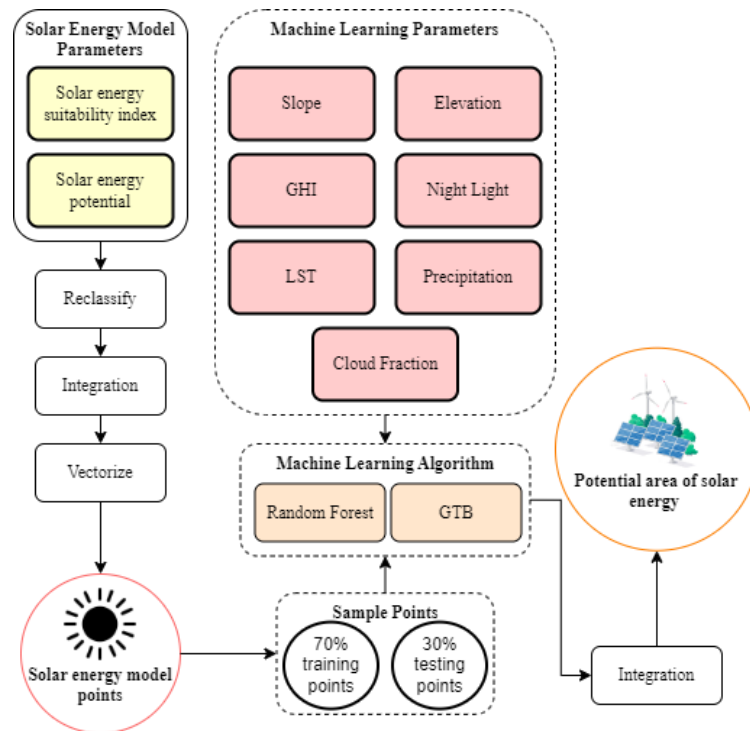 Solar Energy Model
Parameters
Solar energy
suitability index
Solar energy
potential
Reclassify
Integration
Vectorize
Solar energy model
points
Machine Learning Parameters
Slope
Elevation
GHI
Night Light
LST
Precipitation
Cloud Fraction
Machine Learning Algorithm
Random Forest
GTB
Sample Points
70%
training
points
30%
testing
points
Integration
Potential area of solar
energy